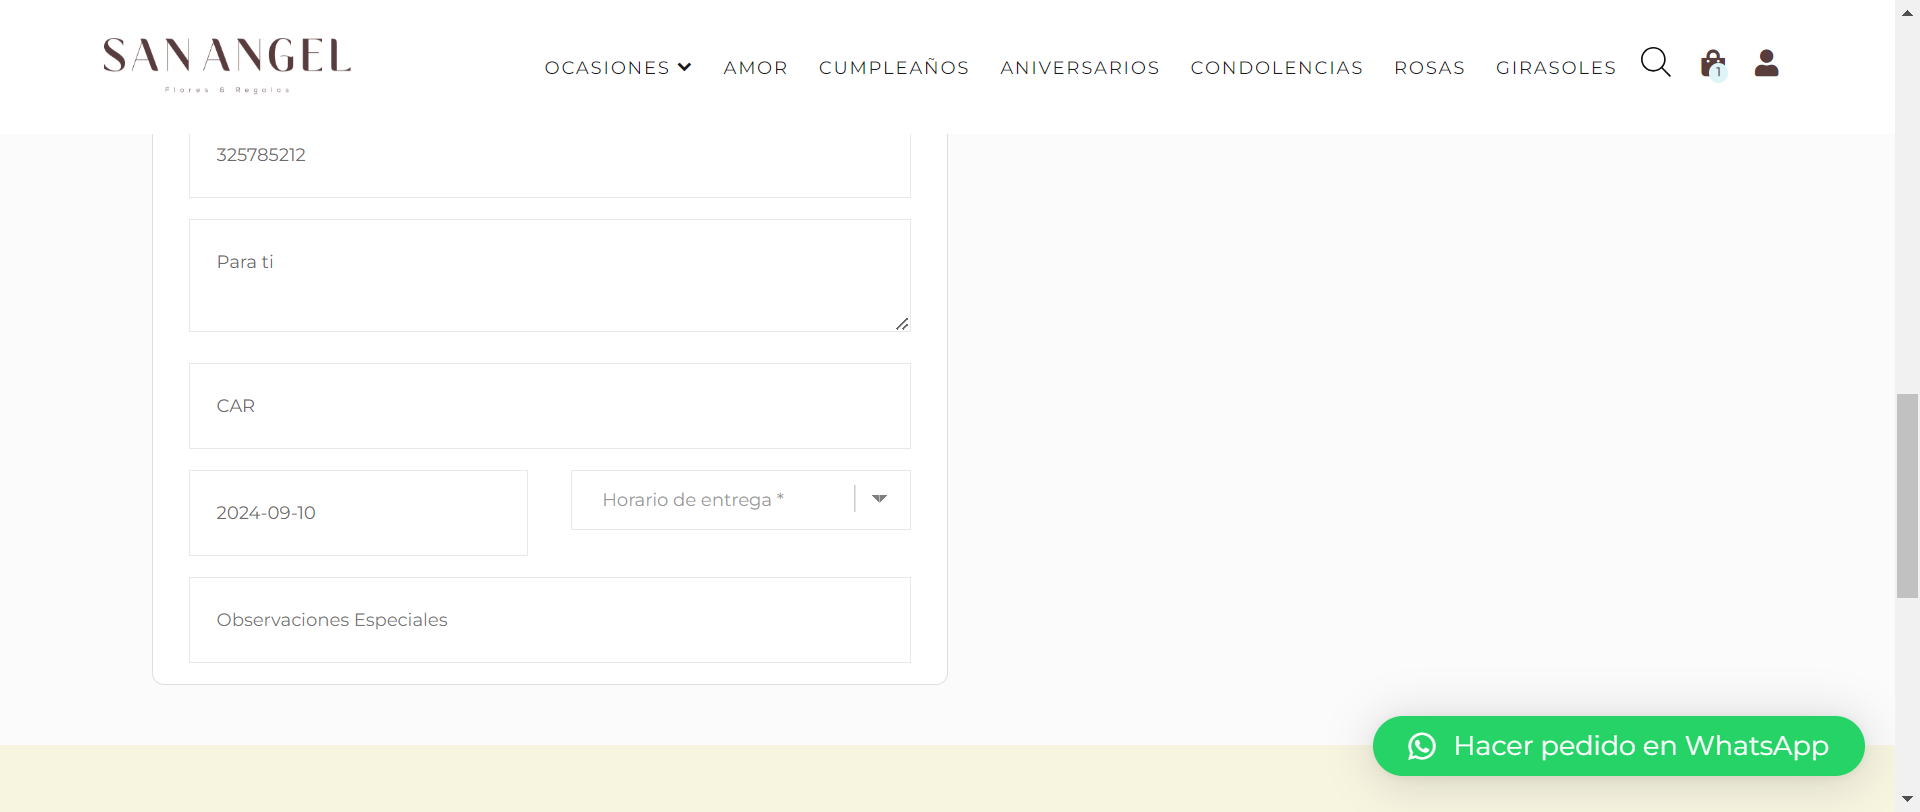 SAN ANGEL
Flores & Regalos
OCASIONES
AMOR
CUMPLEAÑOS
ANIVERSARIOS
CONDOLENCIAS
ROSAS
GIRASOLES
1
325785212
Para ti
CAR
2024-09-10
Horario de entrega *
Observaciones Especiales
Hacer pedido en WhatsApp